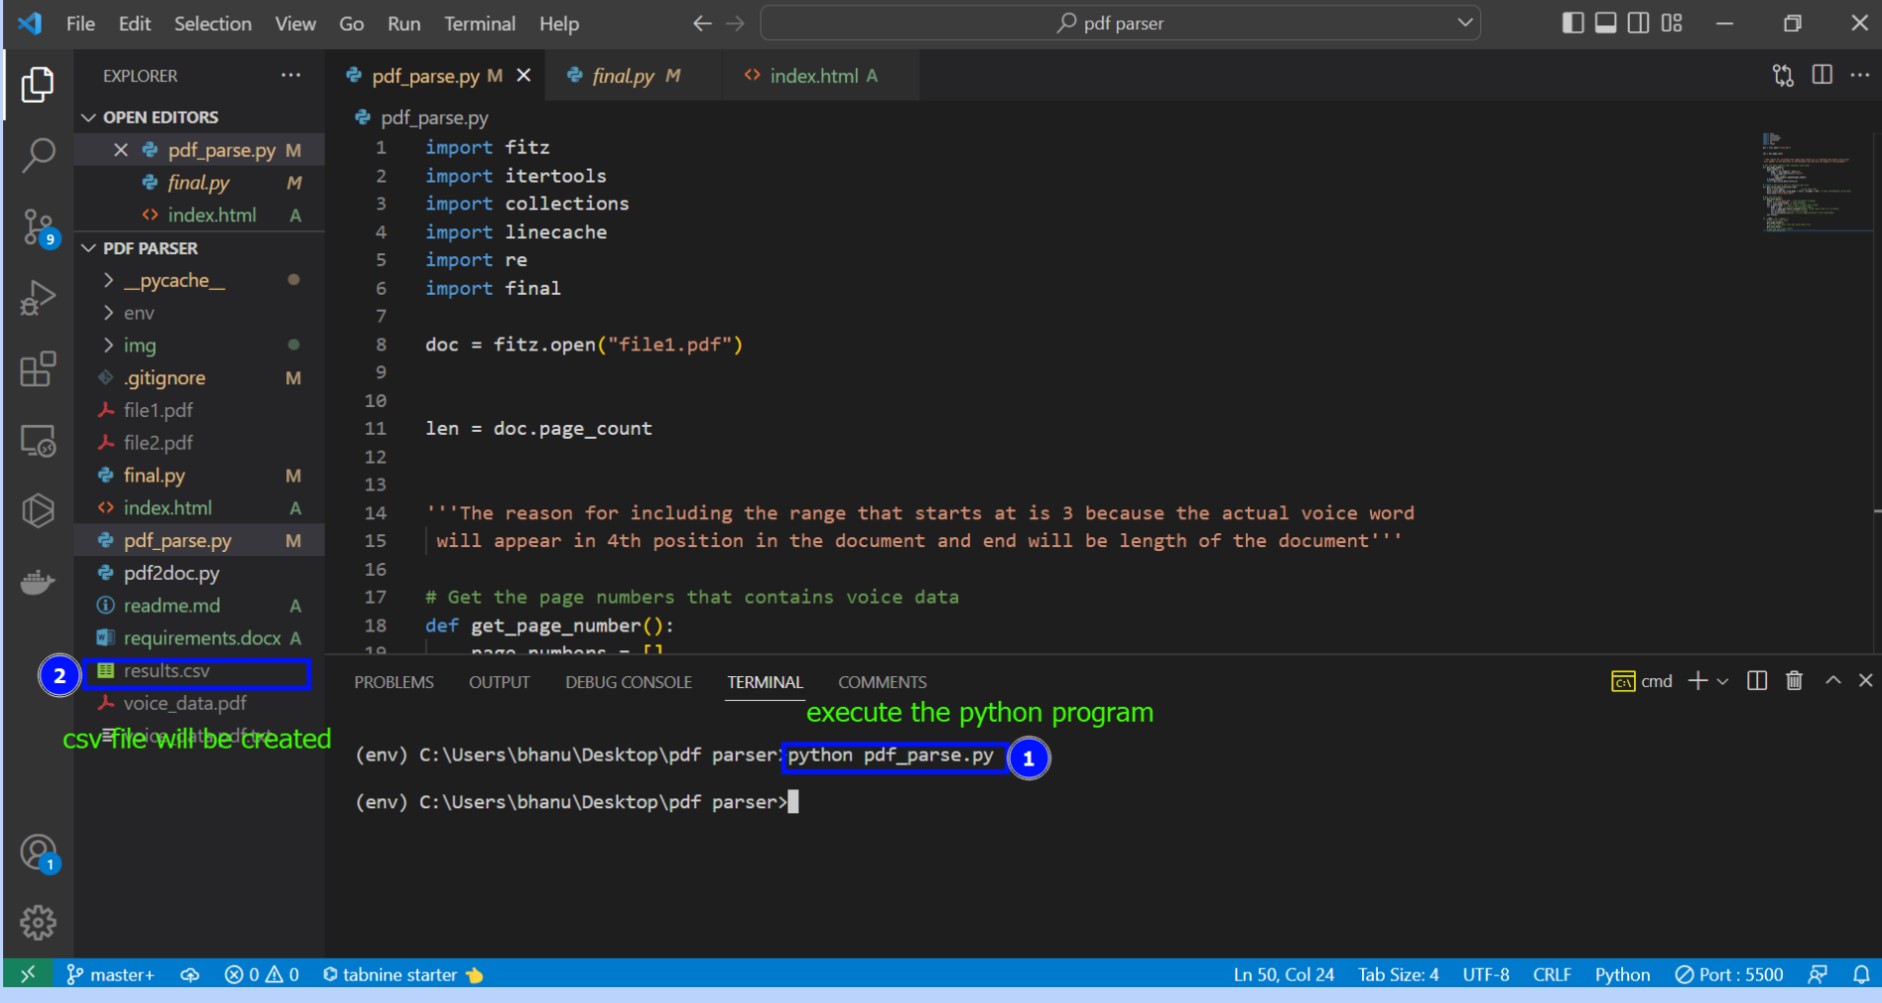 File Edit Selection View Go Run Terminal Help
pdf parser
EXPLORER
OPEN EDITORS
pdf_parse.py M
final.py M
index.html A
PDF PARSER
__pycache__
env
img
.gitignore M
file1.pdf
file2.pdf
final.py M
index.html A
pdf_parse.py M
pdf2doc.py
readme.md A
requirements.docx A
2
results.csv
voice_data.pdf
csv file will be created
9
1
pdf_parse.py M
final.py M
index.html A
pdf_parse.py
1 import fitz
2 import itertools
3 import collections
4 import linecache
5 import re
6 import final
7
8 doc = fitz.open("file1.pdf")
9
10
11 len = doc.page_count
12
13
14 '''The reason for including the range that starts at is 3 because the actual voice word
15 will appear in 4th position in the document and end will be length of the document'''
16
17 # Get the page numbers that contains voice data
18 def get_page_number():
19 page_numbers = []
PROBLEMS OUTPUT DEBUG CONSOLE TERMINAL COMMENTS
cmd
execute the python program
(env) C:\Users\bhanu\Desktop\pdf parser>python pdf_parse.py
1
(env) C:\Users\bhanu\Desktop\pdf parser>
master+ 0 0 tabnine starter
Ln 50, Col 24 Tab Size: 4 UTF-8 CRLF Python Port : 5500